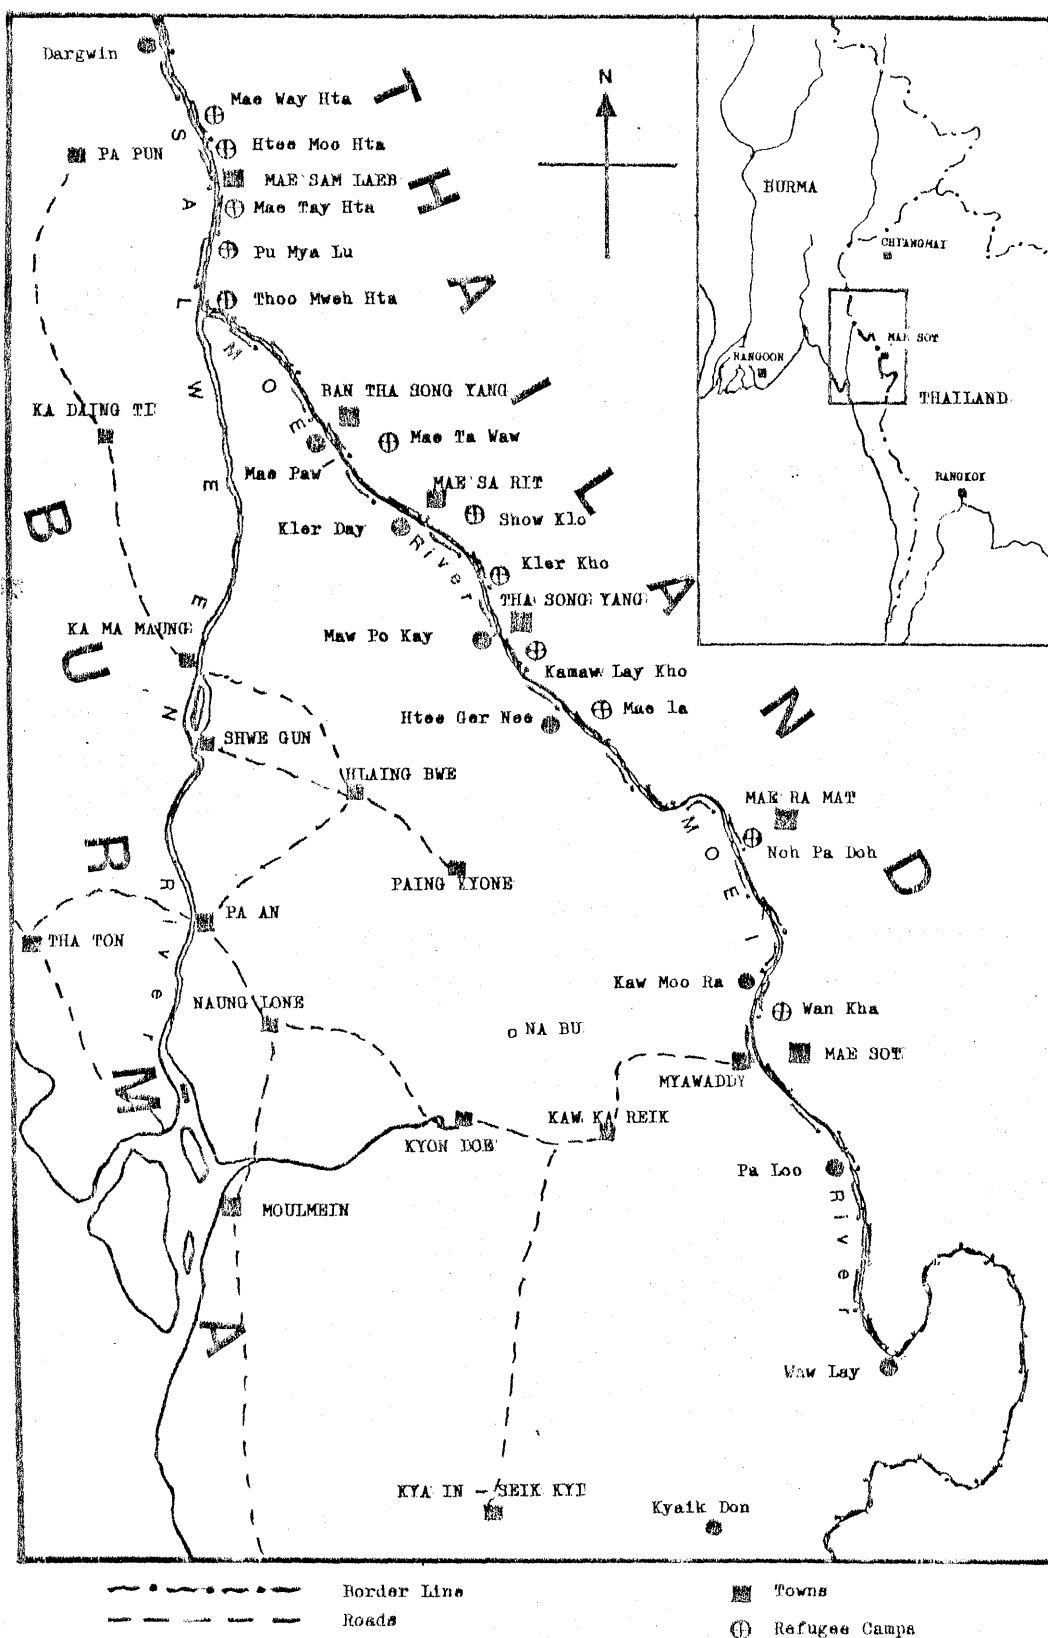 Dargwin
Mae Way Hta
Htee Moo Hta
PA PUN
MAE SAM LAEB
Mae Tay Hta
Pu Mya Lu
Thoo Mweh Hta
N
BURMA
CHIANGMAI
MAE SOT
RANGOON
THAILAND
BANGKOK
THAILAND
BURMA
SALWEEN River
MOEI River
MOEI River
BAN THA SONG YANG
KA DAING TI
Mae Ta Waw
Mae Paw
MAE SA RIT
Show Klo
Kler Day
Kler Kho
THA SONG YANG
KA MA MAUNG
Maw Po Kay
Kamaw Lay Kho
Mae la
Htee Ger Nee
SHWE GUN
HLAING BWE
MAE RA MAT
Noh Pa Doh
PAING KYONE
PA AN
THA TON
Kaw Moo Ra
NAUNG LONE
Wan Kha
NA BU
MAE SOT
MYAWADDY
KAW KA REIK
KYON DOE
Pa Loo
MOULMEIN
Waw Lay
KYA IN - SEIK KYI
Kyaik Don
Border Line
Towns
Roads
Refugee Camps